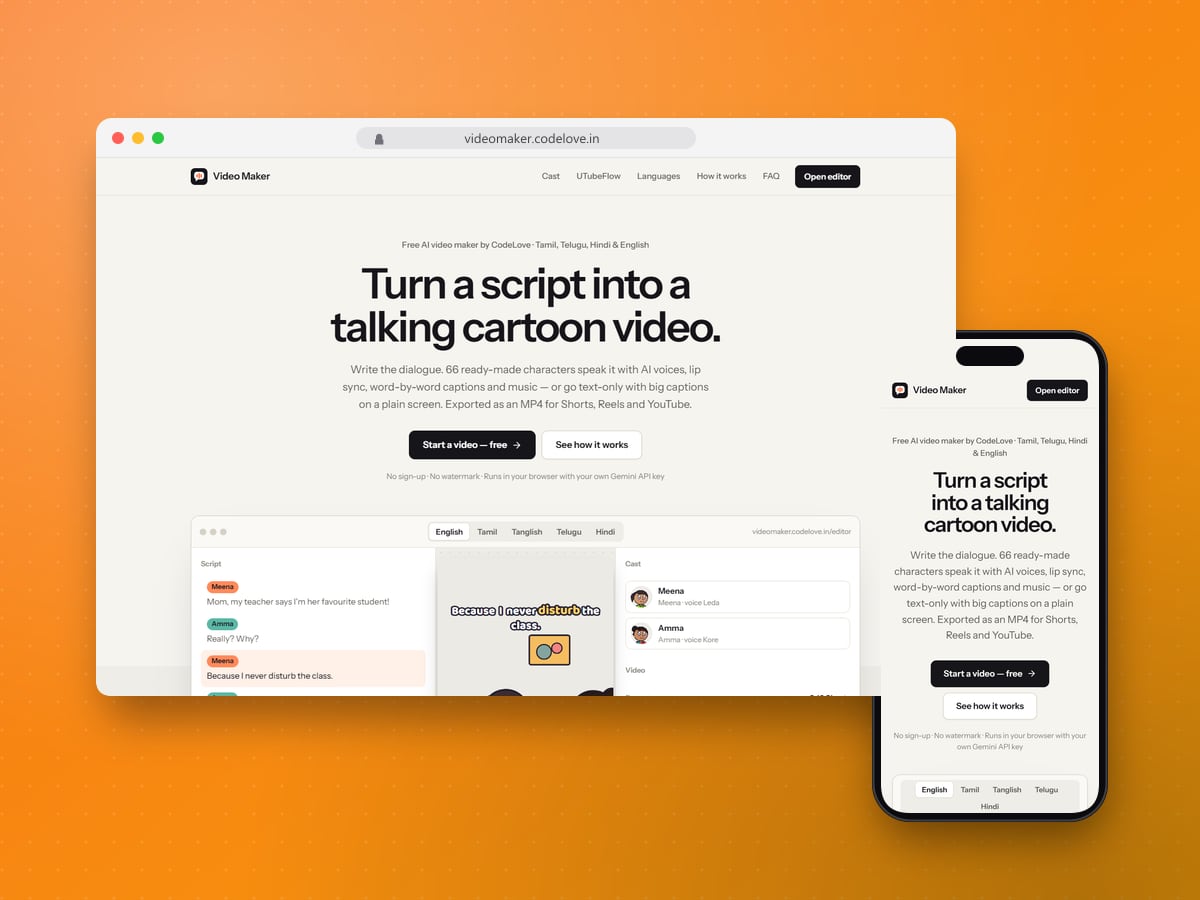 videomaker.codelove.in
Video Maker
Cast UTubeFlow Languages How it works FAQ Open editor
Free AI video maker by CodeLove · Tamil, Telugu, Hindi & English
Turn a script into a
talking cartoon video.
Write the dialogue. 66 ready-made characters speak it with AI voices, lip
sync, word-by-word captions and music — or go text-only with big captions
on a plain screen. Exported as an MP4 for Shorts, Reels and YouTube.
Start a video — free → See how it works
No sign-up · No watermark · Runs in your browser with your own Gemini API key
English Tamil Tanglish Telugu Hindi
videomaker.codelove.in/editor
Script
Meena
Mom, my teacher says I'm her favourite student!
Amma
Really? Why?
Meena
Because I never disturb the class.
Because I never disturb the
class.
Cast
Meena
Meena · voice Leda
Amma
Amma · voice Kore
Video
Video Maker
Open editor
Free AI video maker by CodeLove · Tamil, Telugu, Hindi
& English
Turn a script
into a talking
cartoon video.
Write the dialogue. 66 ready-made
characters speak it with AI voices, lip sync,
word-by-word captions and music — or go
text-only with big captions on a plain
screen. Exported as an MP4 for Shorts,
Reels and YouTube.
Start a video — free →
See how it works
No sign-up · No watermark · Runs in your browser with your
own Gemini API key
English Tamil Tanglish Telugu
Hindi